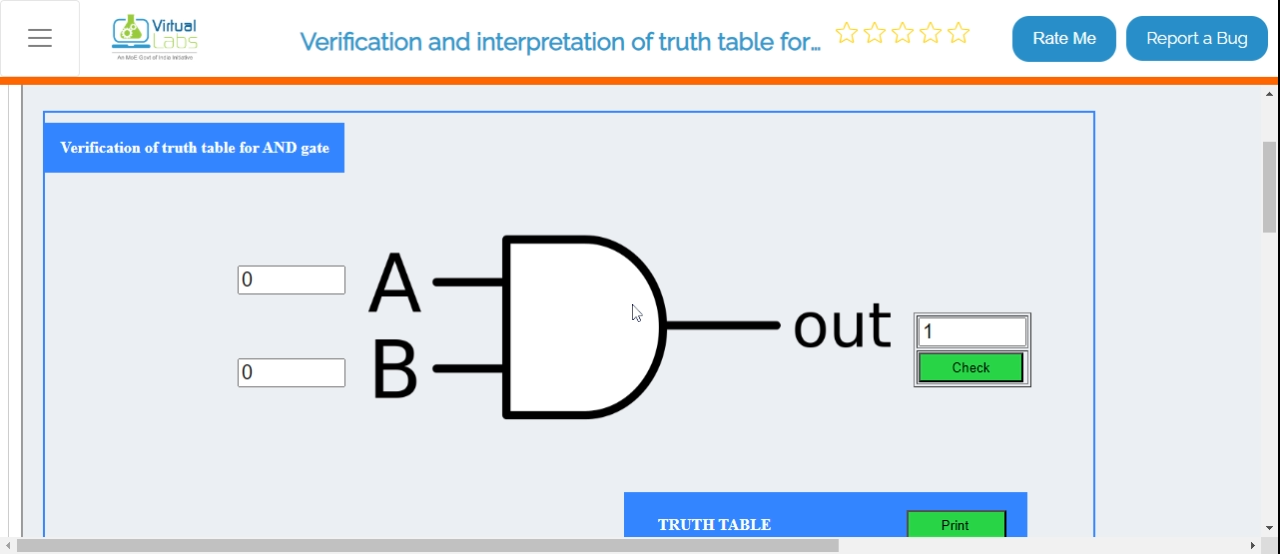 Virtual
Labs
An MoE Govt of India Initiative
Verification and interpretation of truth table for...
Rate Me
Report a Bug
Verification of truth table for AND gate
0
A
0
B
out
1
Check
TRUTH TABLE
Print